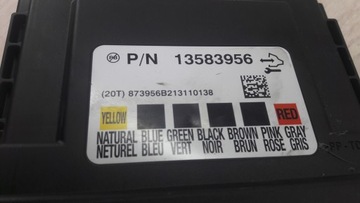 P/N 13583956
(20T) 873956B213110138
YELLOW RED
NATURAL BLUE GREEN BLACK BROWN PINK GRAY
NETUREL BLEU VERT NOIR BRUN ROSE GRIS